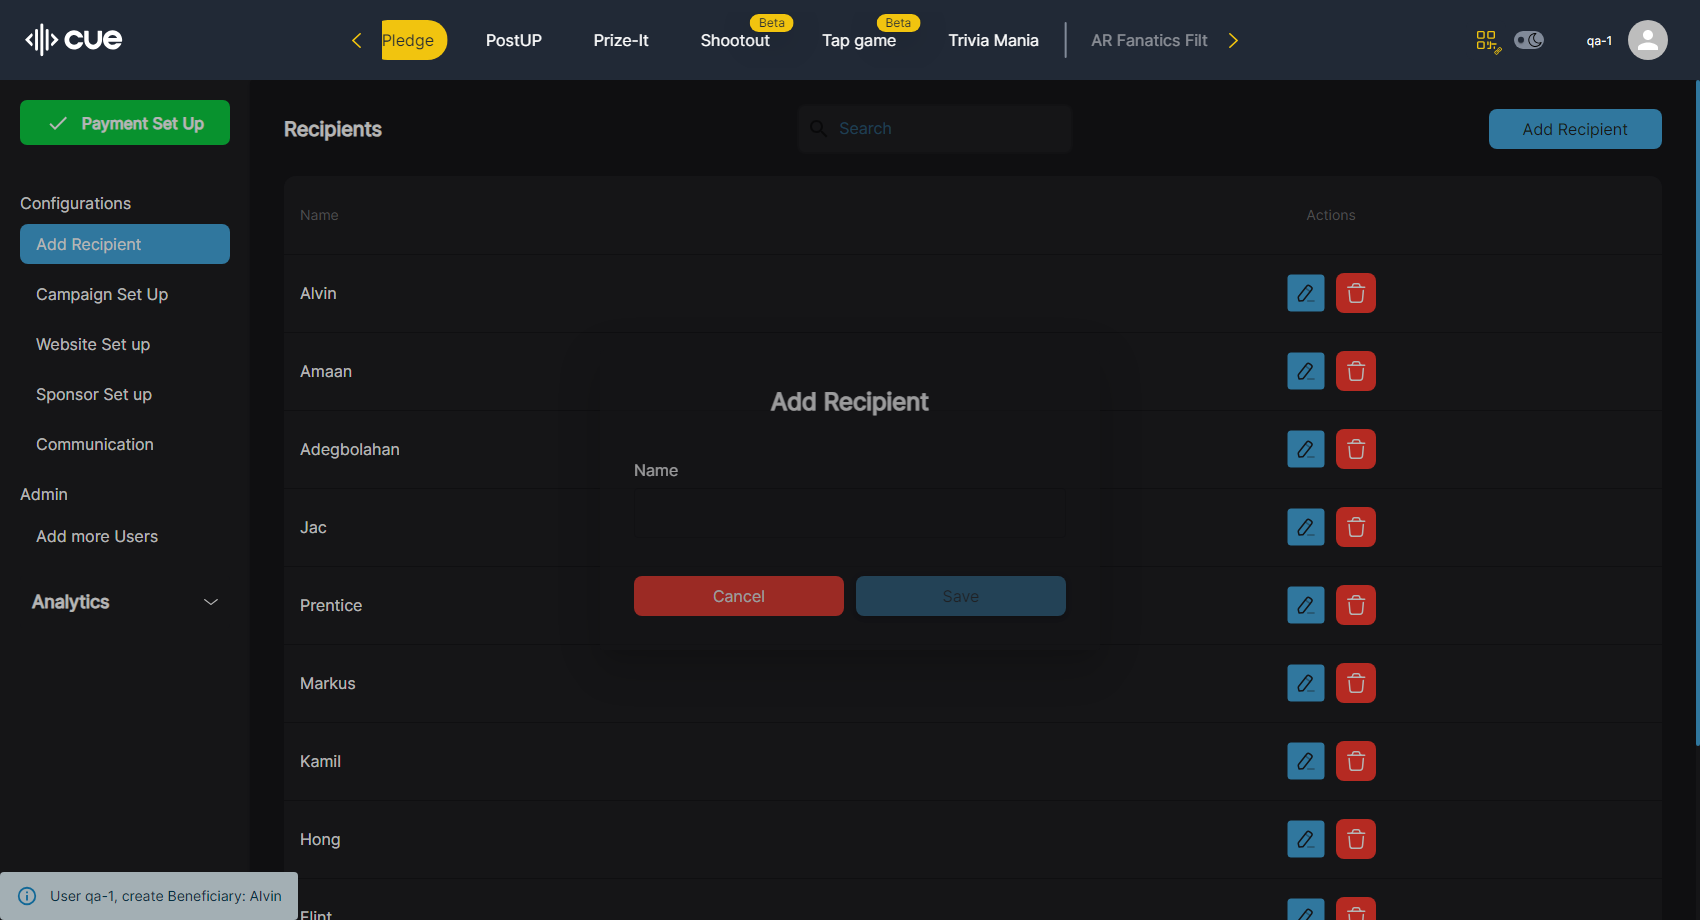 cue
Pledge
PostUP
Prize-It
Shootout
Beta
Tap game
Beta
Trivia Mania
AR Fanatics Filt
qa-1
Payment Set Up
Configurations
Add Recipient
Campaign Set Up
Website Set up
Sponsor Set up
Communication
Admin
Add more Users
Analytics
Recipients
Search
Add Recipient
Name
Actions
Alvin
Amaan
Adegbolahan
Jac
Prentice
Markus
Kamil
Hong
Flint
Add Recipient
Name
Cancel
Save
User qa-1, create Beneficiary: Alvin